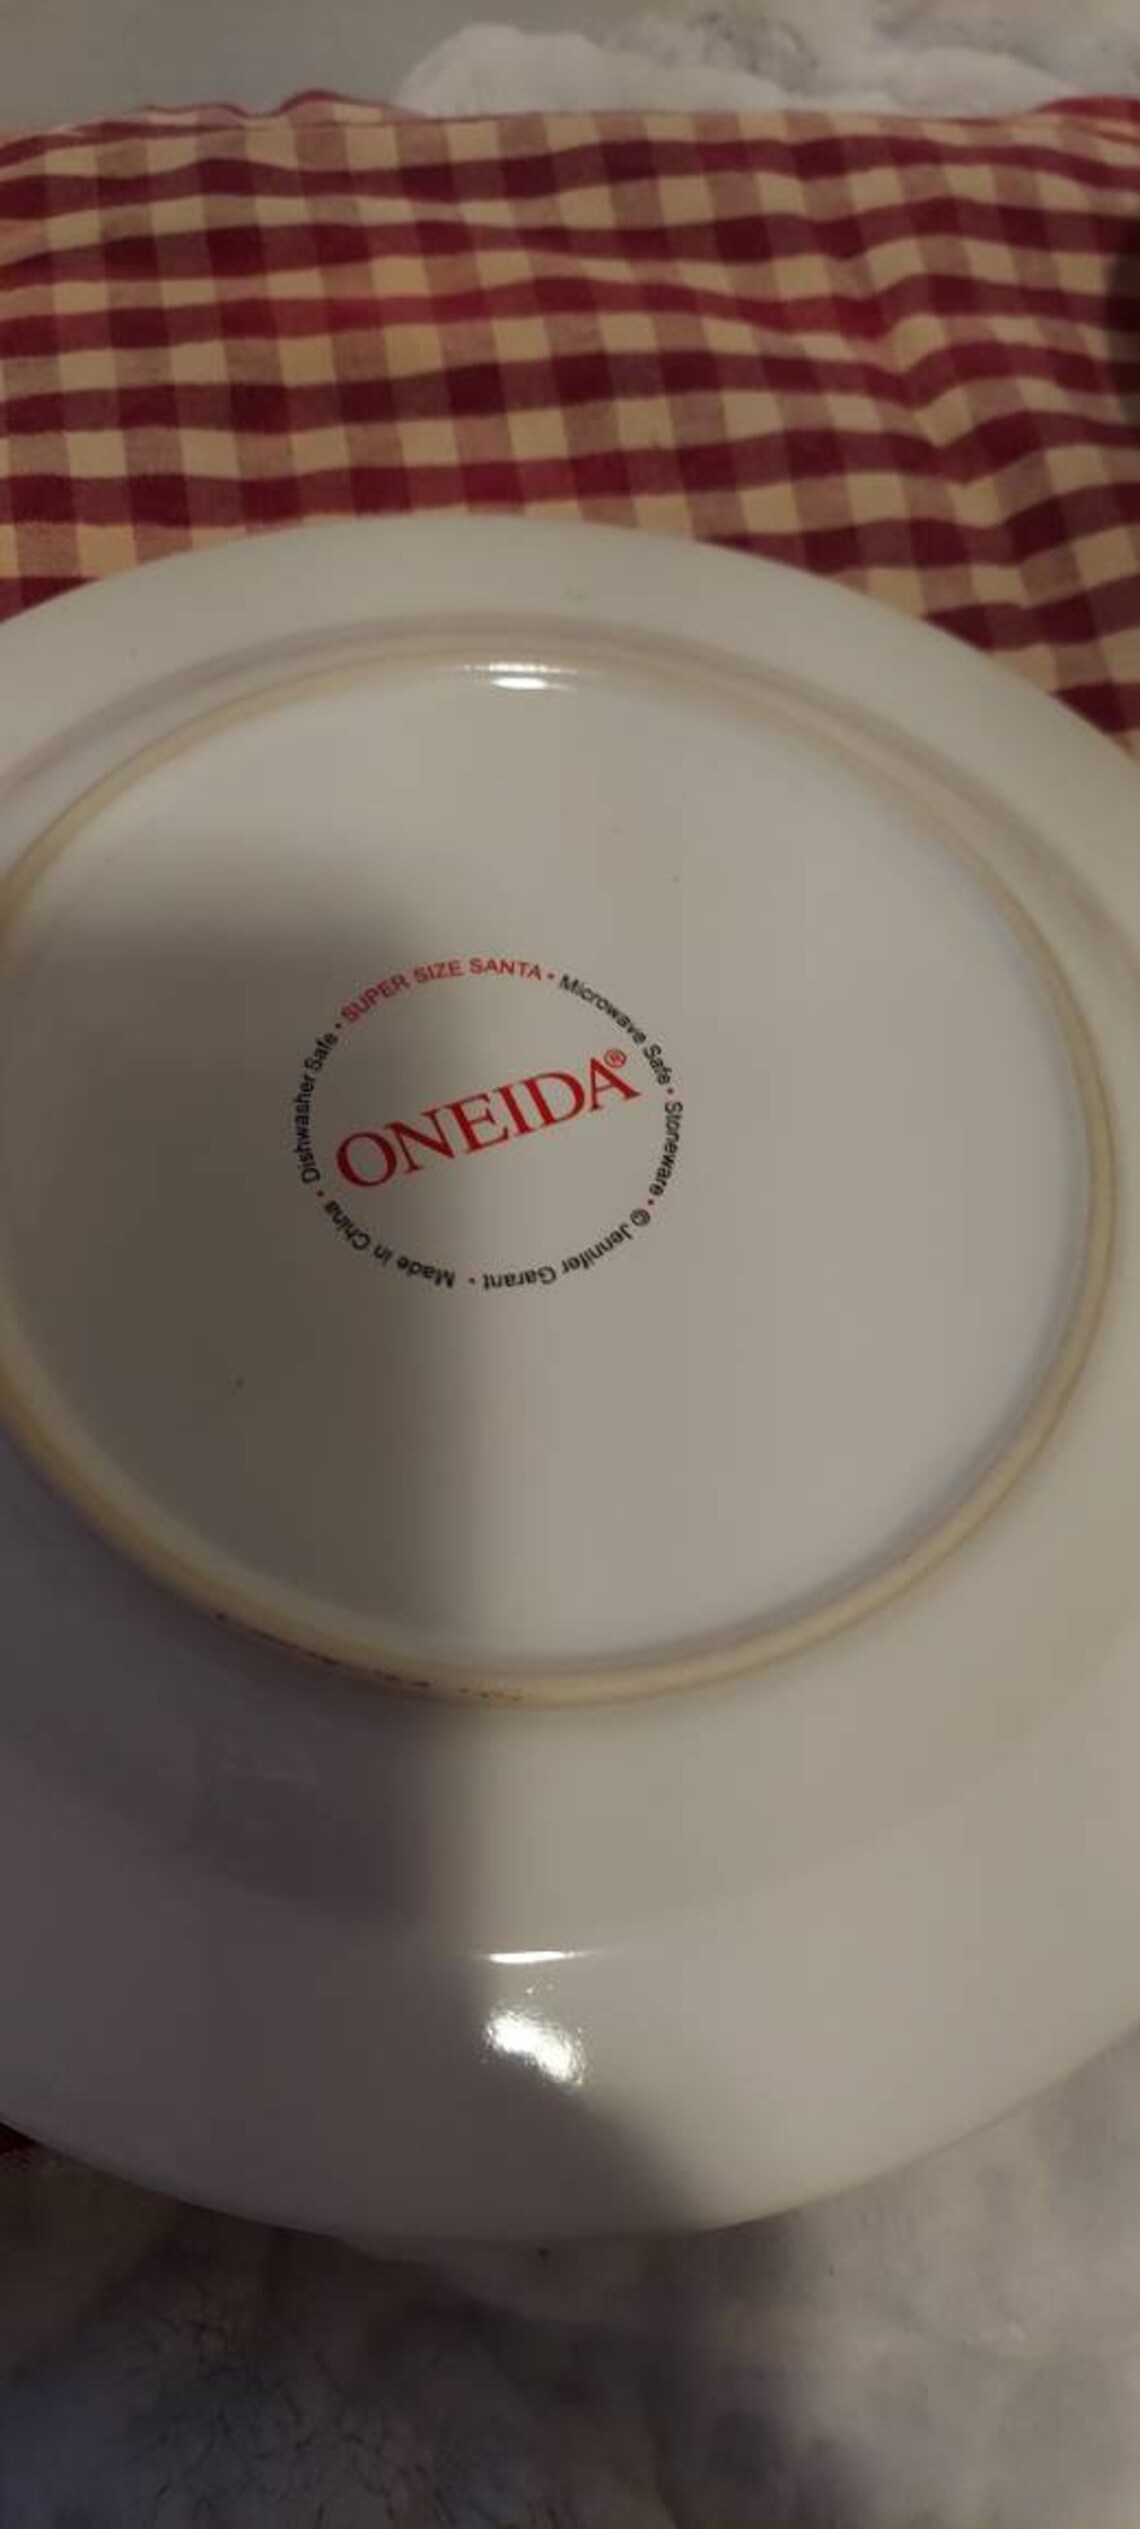 SUPER SIZE SANTA • Microwave Safe • Stoneware • © Jennifer Garant • Made in China • Dishwasher Safe •
ONEIDA®